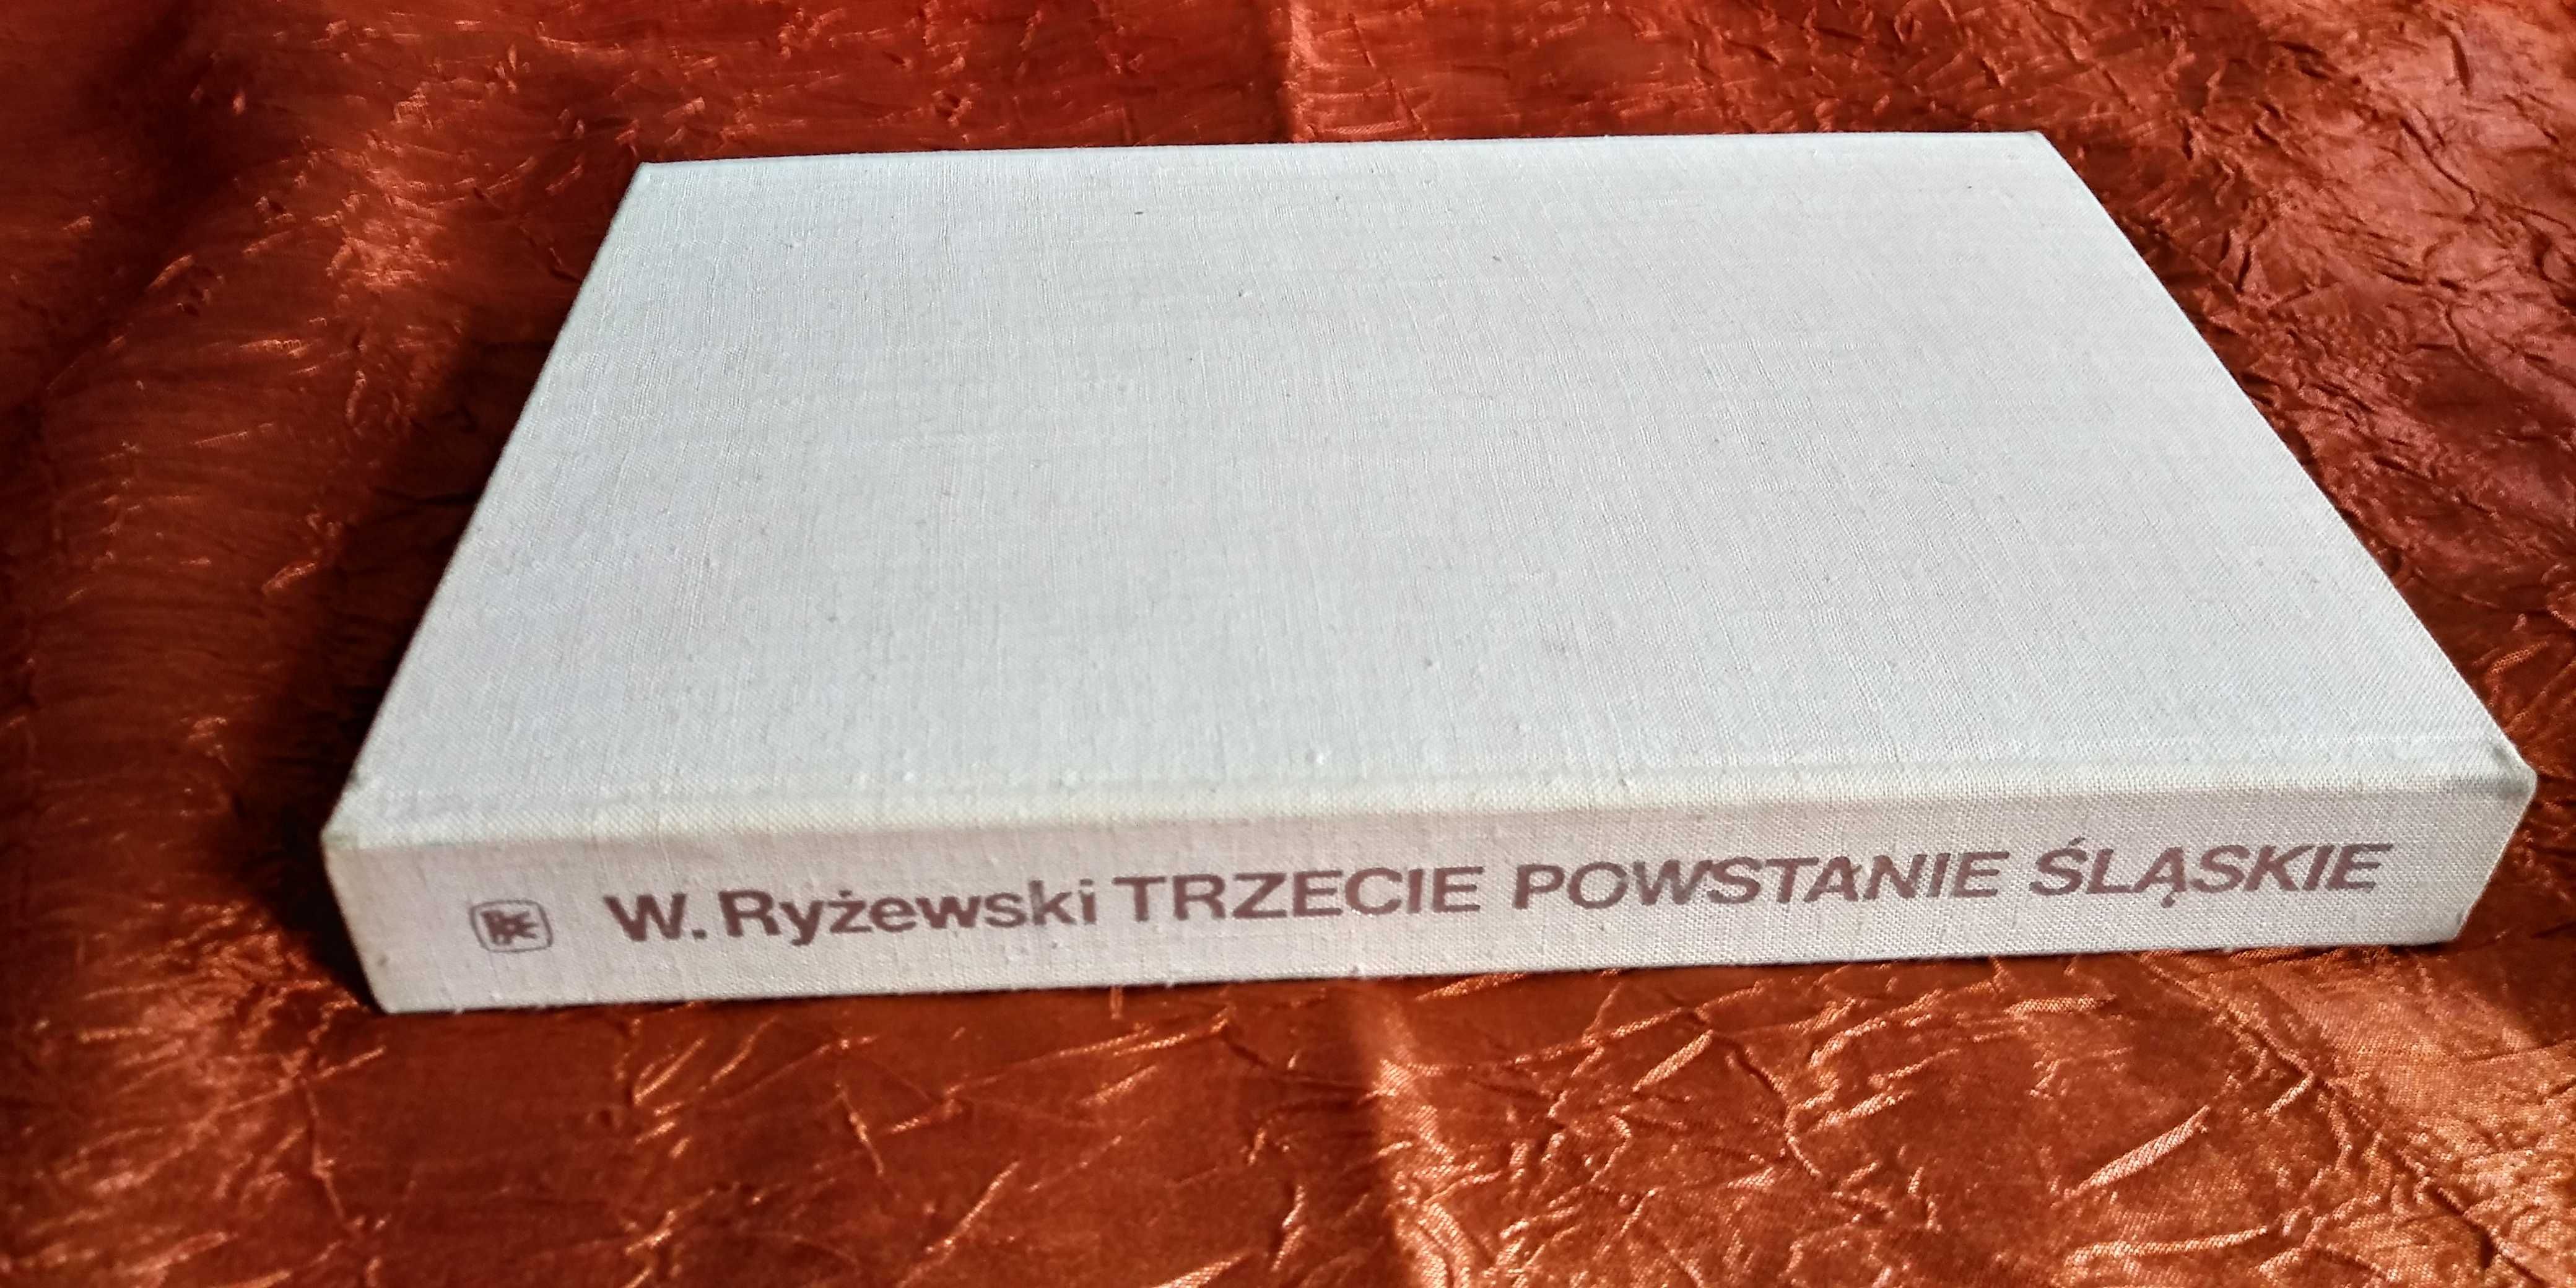 W. Ryżewski TRZECIE POWSTANIE ŚLĄSKIE